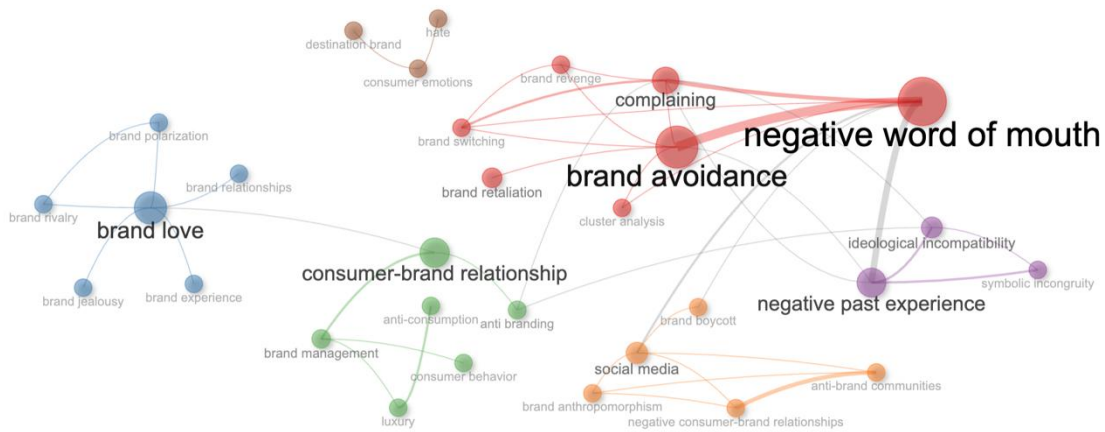 hate
destination brand
consumer emotions
brand revenge
complaining
brand polarization
brand switching
negative word of mouth
brand avoidance
brand relationships
brand retaliation
brand rivalry
cluster analysis
brand love
ideological incompatibility
consumer-brand relationship
symbolic incongruity
brand jealousy
brand experience
negative past experience
anti-consumption
anti branding
brand boycott
brand management
social media
consumer behavior
anti-brand communities
brand anthropomorphism
luxury
negative consumer-brand relationships